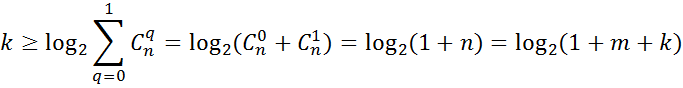 k ≥ log₂ ∑_{q=0}^{1} C_n^q = log₂(C_n^0 + C_n^1) = log₂(1 + n) = log₂(1 + m + k)